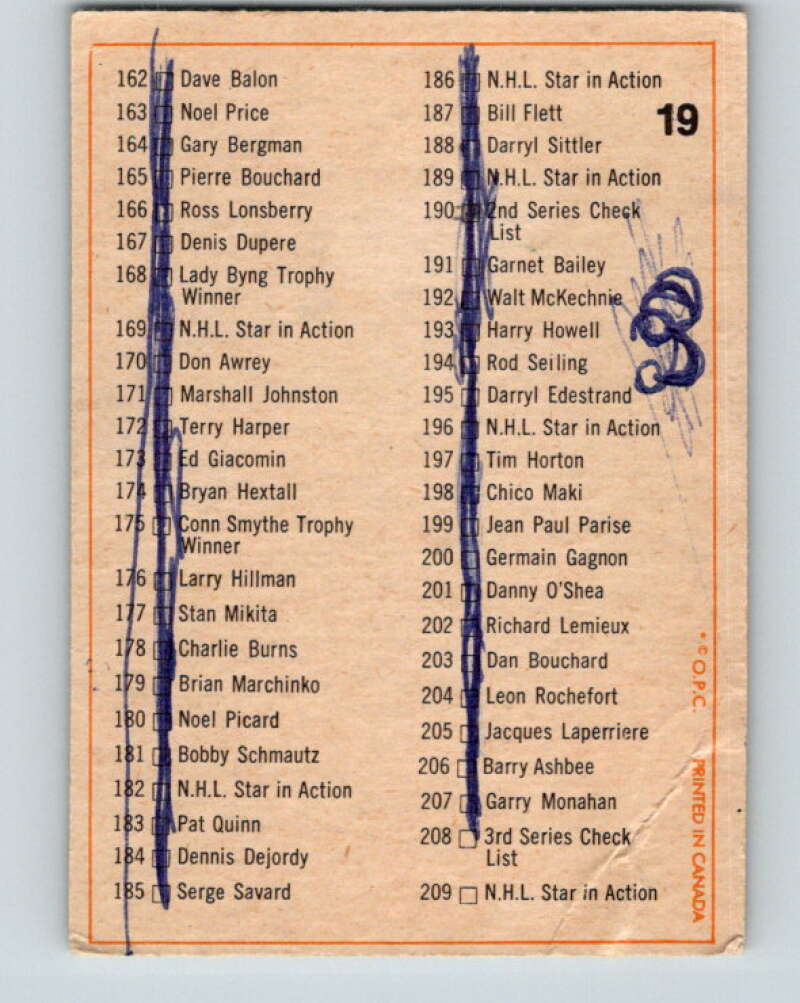 162 Dave Balon
163 Noel Price
164 Gary Bergman
165 Pierre Bouchard
166 Ross Lonsberry
167 Denis Dupere
168 Lady Byng Trophy
Winner
169 N.H.L. Star in Action
170 Don Awrey
171 Marshall Johnston
172 Terry Harper
173 Ed Giacomin
174 Bryan Hextall
175 Conn Smythe Trophy
Winner
176 Larry Hillman
177 Stan Mikita
178 Charlie Burns
179 Brian Marchinko
180 Noel Picard
181 Bobby Schmautz
182 N.H.L. Star in Action
183 Pat Quinn
184 Dennis Dejordy
185 Serge Savard
186 N.H.L. Star in Action
187 Bill Flett
188 Darryl Sittler
189 N.H.L. Star in Action
190 2nd Series Check
List
191 Garnet Bailey
192 Walt McKechnie
193 Harry Howell
194 Rod Seiling
195 Darryl Edestrand
196 N.H.L. Star in Action
197 Tim Horton
198 Chico Maki
199 Jean Paul Parise
200 Germain Gagnon
201 Danny O'Shea
202 Richard Lemieux
203 Dan Bouchard
204 Leon Rochefort
205 Jacques Laperriere
206 Barry Ashbee
207 Garry Monahan
208 3rd Series Check
List
209 N.H.L. Star in Action
19
* © O.P.C. PRINTED IN CANADA